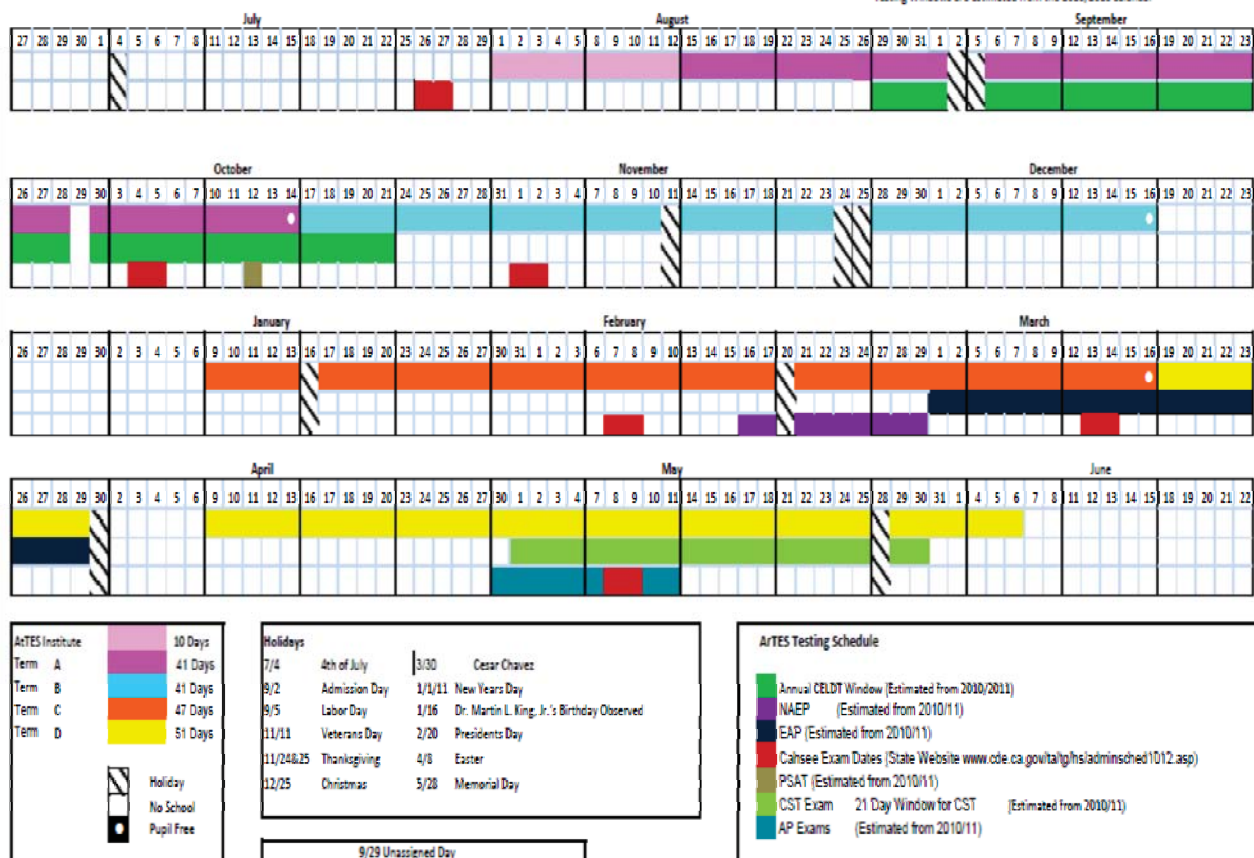 Testing Windows are Estimated from the 2010/2011 calendar
July August September
27 28 29 30 1 4 5 6 7 8 11 12 13 14 15 18 19 20 21 22 25 26 27 28 29 1 2 3 4 5 8 9 10 11 12 15 16 17 18 19 22 23 24 25 26 29 30 31 1 2 5 6 7 8 9 12 13 14 15 16 19 20 21 22 23
October November December
26 27 28 29 30 3 4 5 6 7 10 11 12 13 14 17 18 19 20 21 24 25 26 27 28 31 1 2 3 4 7 8 9 10 11 14 15 16 17 18 21 22 23 24 25 28 29 30 1 2 5 6 7 8 9 12 13 14 15 16 19 20 21 22 23
January February March
26 27 28 29 30 2 3 4 5 6 9 10 11 12 13 16 17 18 19 20 23 24 25 26 27 30 31 1 2 3 6 7 8 9 10 13 14 15 16 17 20 21 22 23 24 27 28 29 1 2 5 6 7 8 9 12 13 14 15 16 19 20 21 22 23
April May June
26 27 28 29 30 2 3 4 5 6 9 10 11 12 13 16 17 18 19 20 23 24 25 26 27 30 1 2 3 4 7 8 9 10 11 14 15 16 17 18 21 22 23 24 25 28 29 30 31 1 4 5 6 7 8 11 12 13 14 15 18 19 20 21 22
AtTES Institute 10 Days
Term A 41 Days
Term B 41 Days
Term C 47 Days
Term D 51 Days
Holiday
No School
Pupil Free
Holidays
7/4 4th of July 3/30 Cesar Chavez
9/2 Admission Day 1/1/11 New Years Day
9/5 Labor Day 1/16 Dr. Martin L. King, Jr.'s Birthday Observed
11/11 Veterans Day 2/20 Presidents Day
11/24&25 Thanksgiving 4/8 Easter
12/25 Christmas 5/28 Memorial Day
9/29 Unassigned Day
ArTES Testing Schedule
Annual CELDT Window (Estimated from 2010/2011)
NAEP (Estimated from 2010/11)
EAP (Estimated from 2010/11)
Cahsee Exam Dates (State Website www.cde.ca.gov/ta/tg/hs/adminsched1012.asp)
PSAT (Estimated from 2010/11)
CST Exam 21 Day Window for CST (Estimated from 2010/11)
AP Exams (Estimated from 2010/11)